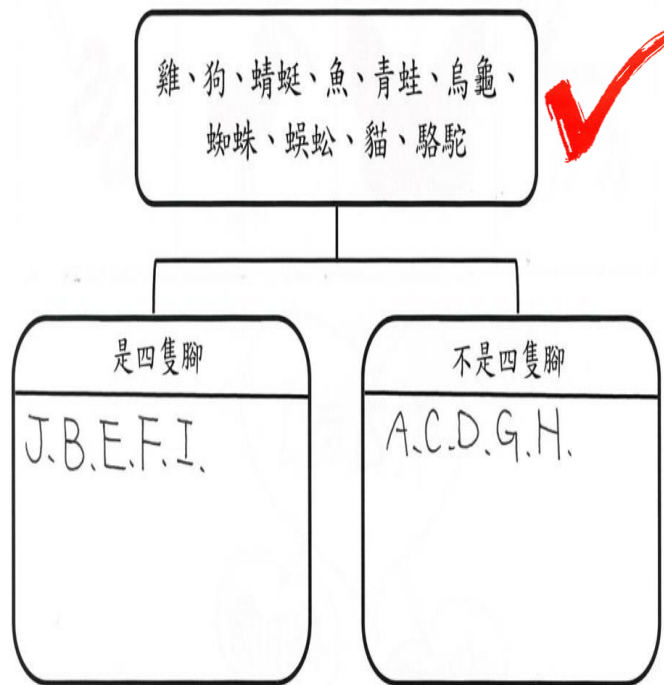 雞、狗、蜻蜓、魚、青蛙、烏龜、
蜘蛛、蜈蚣、貓、駱駝
是四隻腳
J.B.E.F.I.
不是四隻腳
A.C.D.G.H.